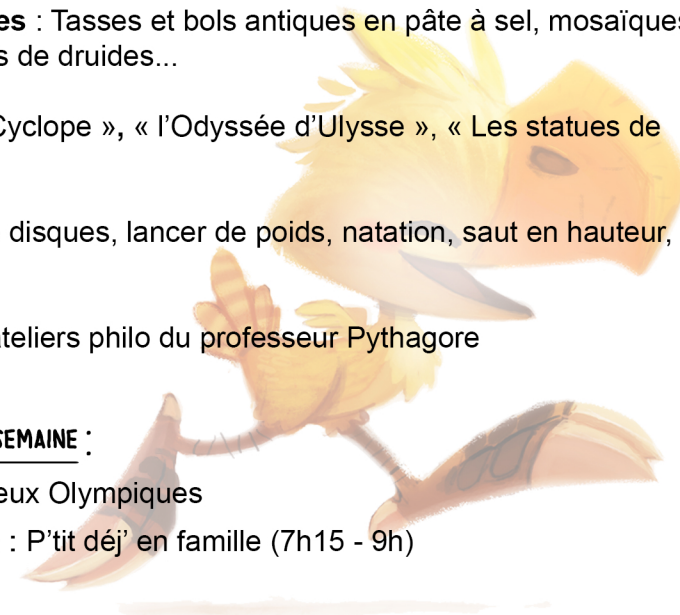 es : Tasses et bols antiques en pâte à sel, mosaïques
s de druides...
Cyclope », « l’Odyssée d’Ulysse », « Les statues de
disques, lancer de poids, natation, saut en hauteur,
ateliers philo du professeur Pythagore
SEMAINE :
eux Olympiques
: P’tit déj’ en famille (7h15 - 9h)